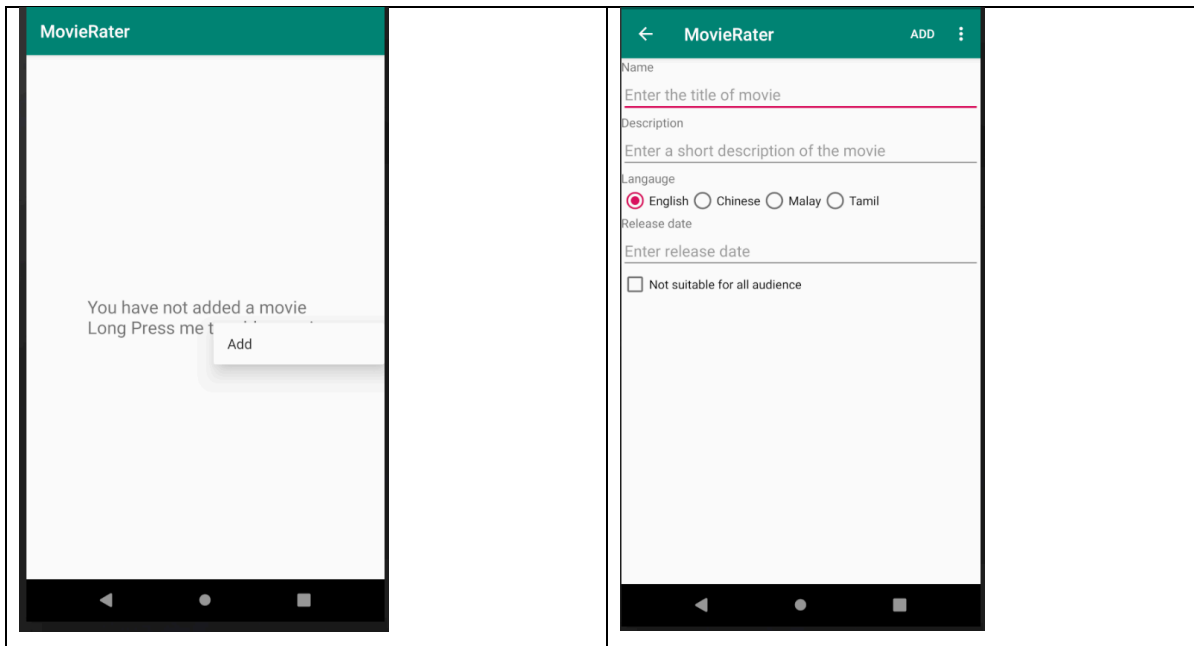 MovieRater
You have not added a movie
Long Press me
Add
MovieRater ADD
Name
Enter the title of movie
Description
Enter a short description of the movie
Langauge
English Chinese Malay Tamil
Release date
Enter release date
Not suitable for all audience